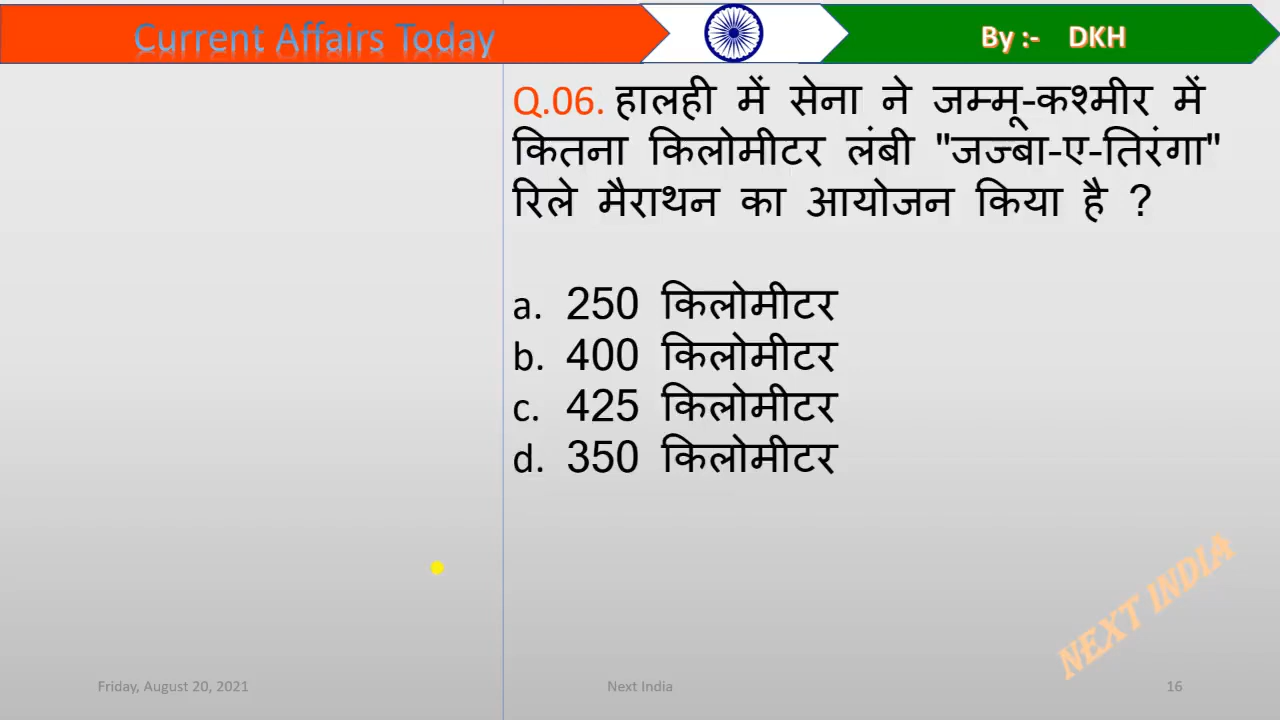 Current Affairs Today
By :- DKH
Q.06. हालही में सेना ने जम्मू-कश्मीर में
कितना किलोमीटर लंबी "जज्बा-ए-तिरंगा"
रिले मैराथन का आयोजन किया है ?
a. 250 किलोमीटर
b. 400 किलोमीटर
c. 425 किलोमीटर
d. 350 किलोमीटर
NEXT INDIA
Friday, August 20, 2021
Next India
16